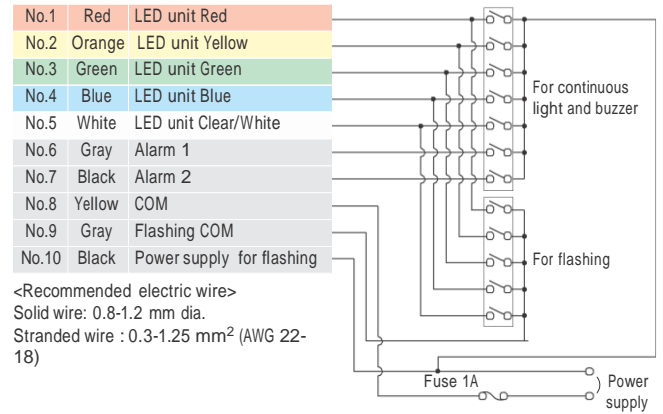 No.1 Red LED unit Red
No.2 Orange LED unit Yellow
No.3 Green LED unit Green
No.4 Blue LED unit Blue
No.5 White LED unit Clear/White
No.6 Gray Alarm 1
No.7 Black Alarm 2
No.8 Yellow COM
No.9 Gray Flashing COM
No.10 Black Power supply for flashing
<Recommended electric wire>
Solid wire: 0.8-1.2 mm dia.
Stranded wire : 0.3-1.25 mm² (AWG 22-
18)
For continuous
light and buzzer
For flashing
Fuse 1A
Power
supply